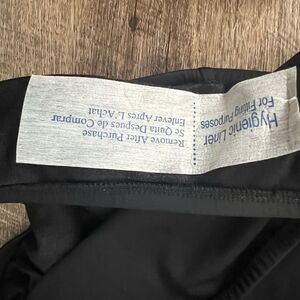 Hygienic Liner
For Fitting Purposes
Remove After Purchase
Se Quita Despues de Comprar
Enlever Apres L'Achat